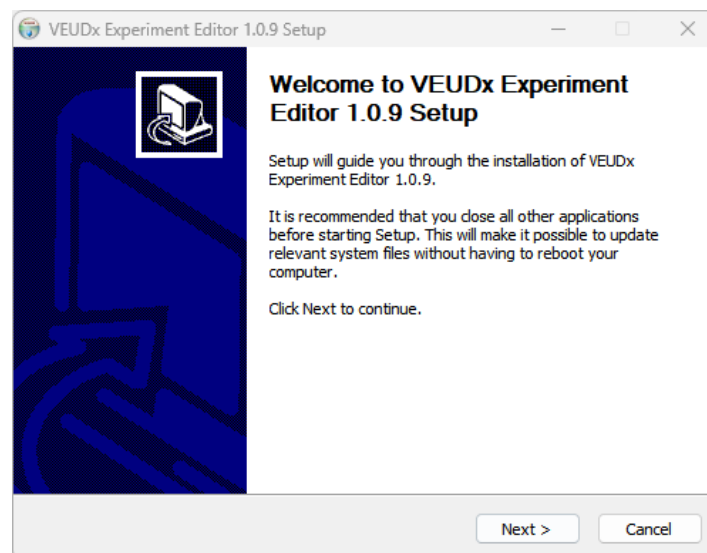 VEUDx Experiment Editor 1.0.9 Setup
Welcome to VEUDx Experiment
Editor 1.0.9 Setup
Setup will guide you through the installation of VEUDx
Experiment Editor 1.0.9.
It is recommended that you close all other applications
before starting Setup. This will make it possible to update
relevant system files without having to reboot your
computer.
Click Next to continue.
Next >
Cancel